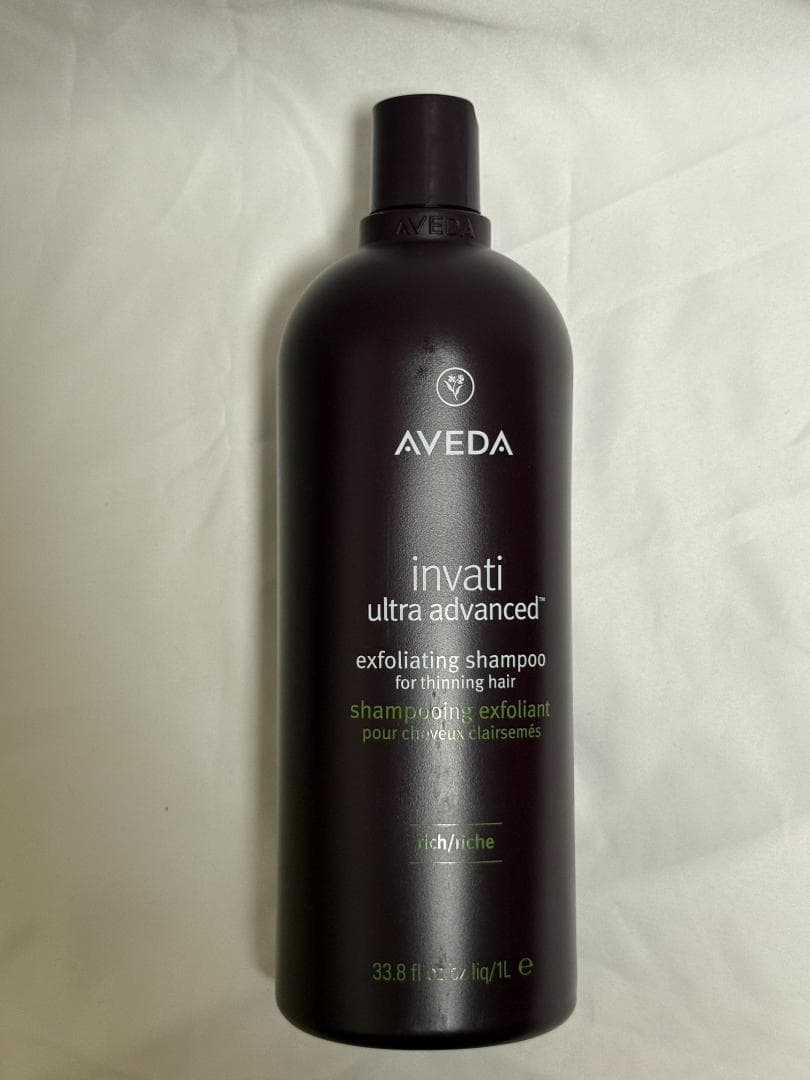 AVEDA
AVEDA
invati
ultra advanced™
exfoliating shampoo
for thinning hair
shampooing exfoliant
pour cheveux clairsemés
rich/riche
33.8 fl oz/oz liq/1L ℮